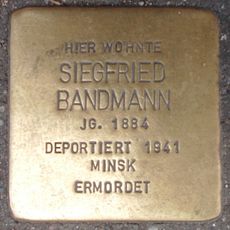 HIER WOHNTE
SIEGFRIED
BANDMANN
JG. 1884
DEPORTIERT 1941
MINSK
ERMORDET